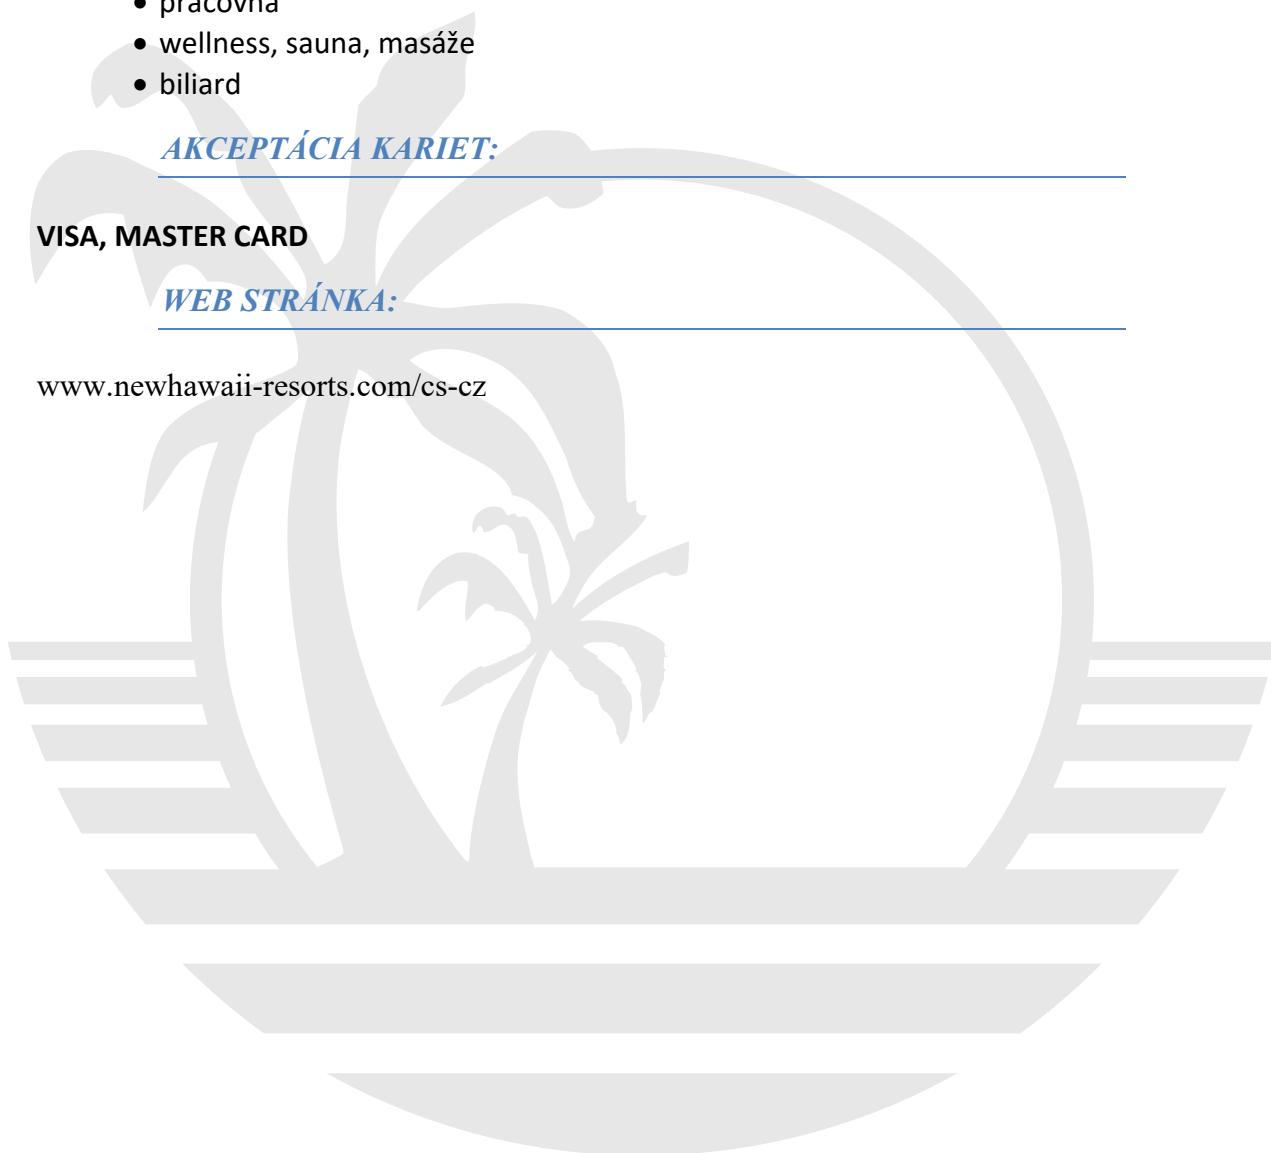 • pracovňa
• wellness, sauna, masáže
• biliard
AKCEPTÁCIA KARIET:
VISA, MASTER CARD
WEB STRÁNKA:
www.newhawaii-resorts.com/cs-cz